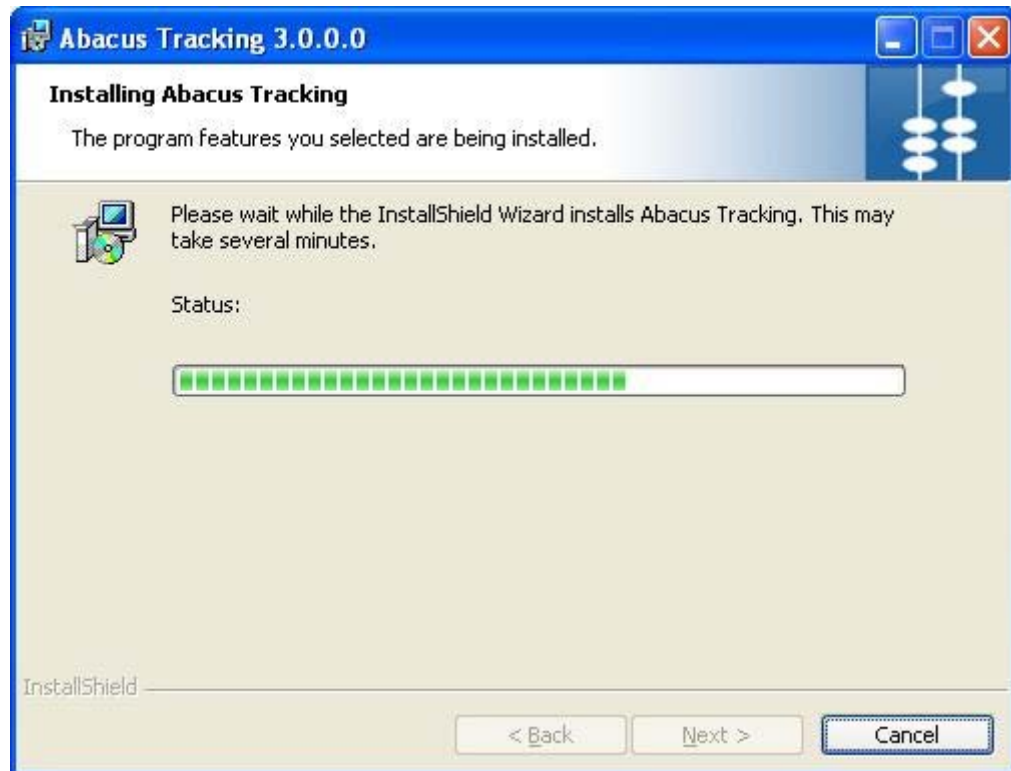 Abacus Tracking 3.0.0.0
Installing Abacus Tracking
The program features you selected are being installed.
Please wait while the InstallShield Wizard installs Abacus Tracking. This may
take several minutes.
Status:
InstallShield
< Back
Next >
Cancel